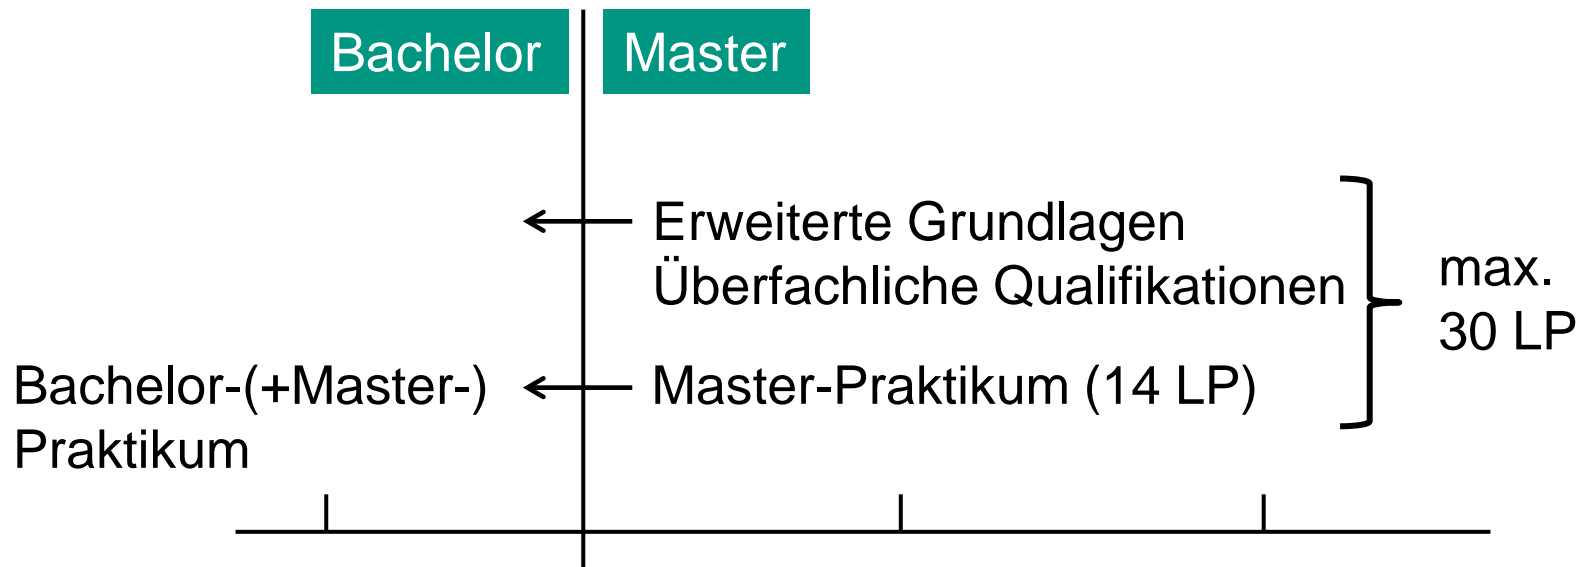 Bachelor
Master
Erweiterte Grundlagen
Überfachliche Qualifikationen
max.
30 LP
Bachelor-(+Master-)
Praktikum
Master-Praktikum (14 LP)